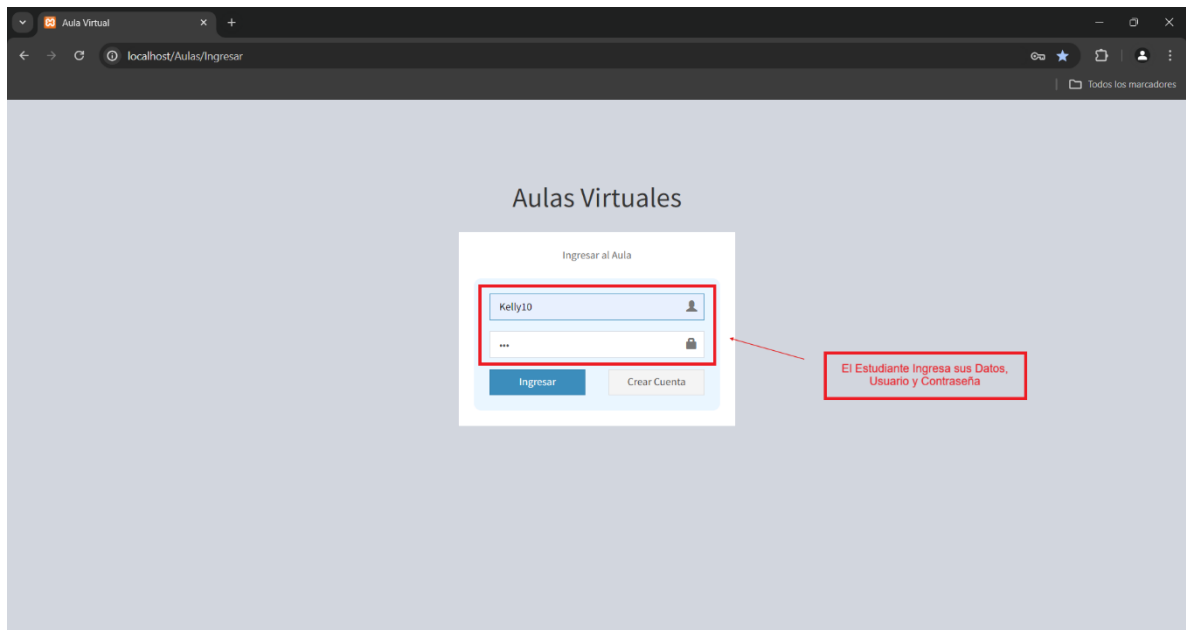 Aula Virtual
localhost/Aulas/Ingresar
Todos los marcadores
Aulas Virtuales
Ingresar al Aula
Kelly10
•••
Ingresar
Crear Cuenta
El Estudiante Ingresa sus Datos,
Usuario y Contraseña